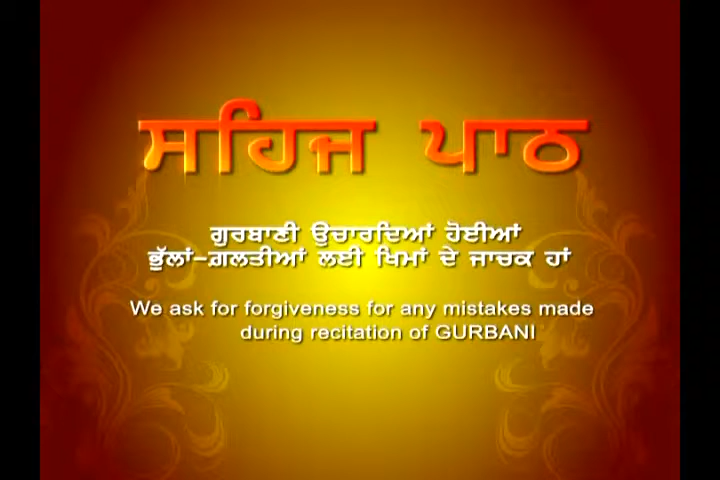 ਸਹਿਜ ਪਾਠ
ਗੁਰਬਾਣੀ ਉਚਾਰਦਿਆਂ ਹੋਈਆਂ
ਭੁੱਲਾਂ-ਗ਼ਲਤੀਆਂ ਲਈ ਖਿਮਾਂ ਦੇ ਜਾਚਕ ਹਾਂ
We ask for forgiveness for any mistakes made
during recitation of GURBANI